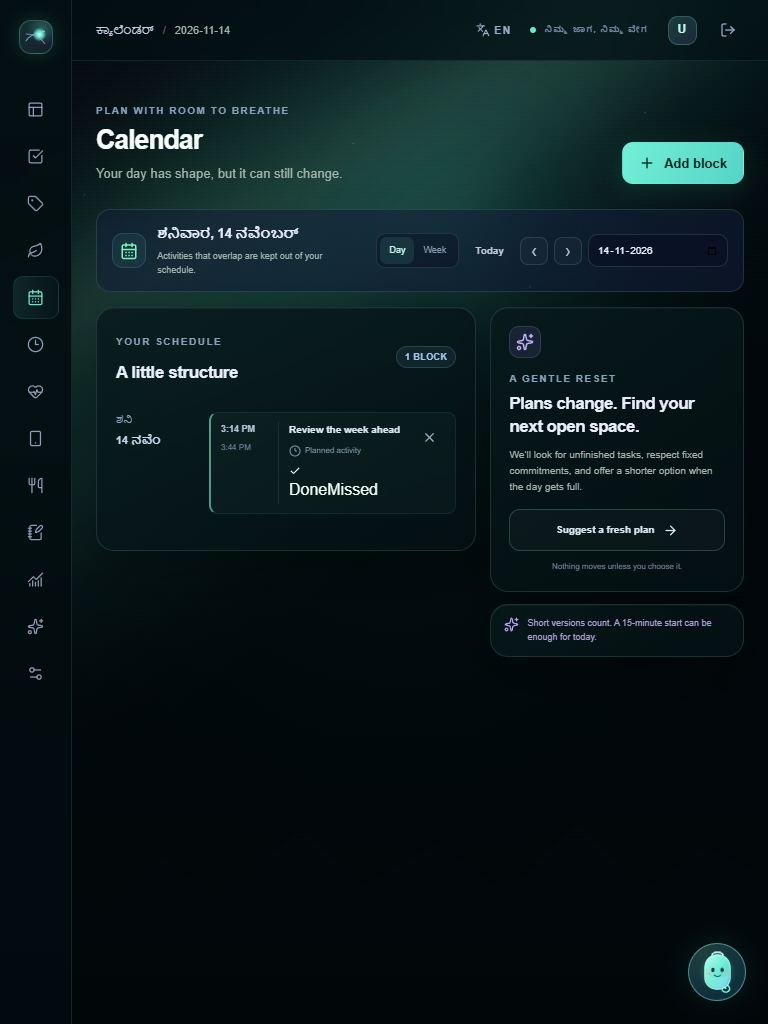 ಕ್ಯಾಲೆಂಡರ್ / 2026-11-14
EN
ನಿಮ್ಮ ಜಾಗ, ನಿಮ್ಮ ವೇಗ
U
PLAN WITH ROOM TO BREATHE
Calendar
Your day has shape, but it can still change.
Add block
ಶನಿವಾರ, 14 ನವೆಂಬರ್
Activities that overlap are kept out of your
schedule.
Day Week Today 14-11-2026
YOUR SCHEDULE
A little structure
1 BLOCK
ಶನಿ
14 ನವೆಂ
3:14 PM
3:44 PM
Review the week ahead
Planned activity
DoneMissed
A GENTLE RESET
Plans change. Find your
next open space.
We'll look for unfinished tasks, respect fixed
commitments, and offer a shorter option when
the day gets full.
Suggest a fresh plan
Nothing moves unless you choose it.
Short versions count. A 15-minute start can be
enough for today.